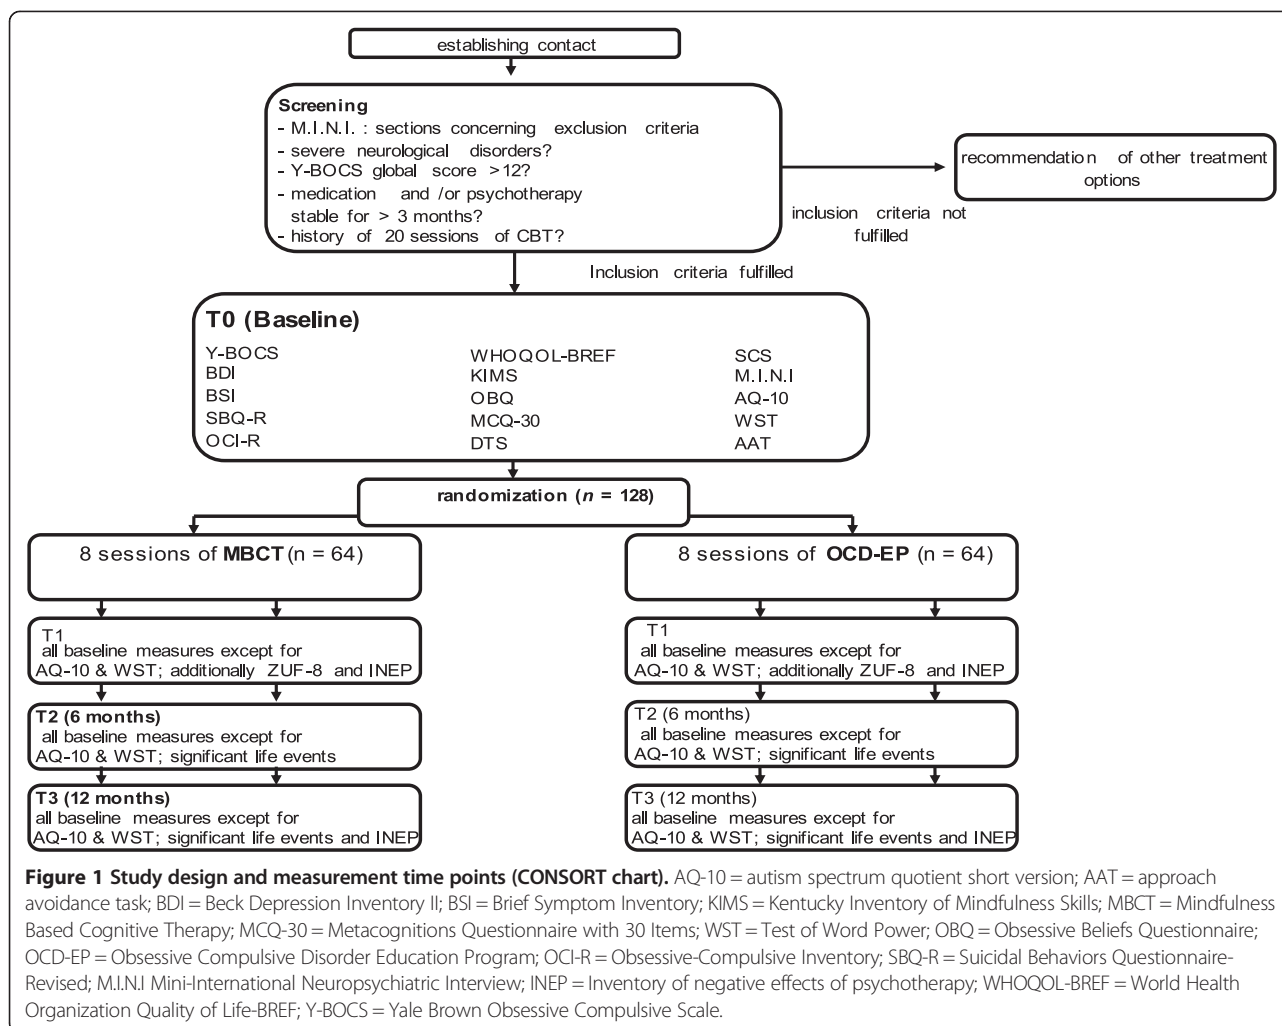 establishing contact
Screening
- M.I.N.I. : sections concerning exclusion criteria
- severe neurological disorders?
- Y-BOCS global score >12?
- medication and /or psychotherapy
stable for > 3 months?
- history of 20 sessions of CBT?
recommendation of other treatment
options
inclusion criteria not
fulfilled
Inclusion criteria fulfilled
T0 (Baseline)
Y-BOCS
BDI
BSI
SBQ-R
OCI-R
WHOQOL-BREF
KIMS
OBQ
MCQ-30
DTS
SCS
M.I.N.I
AQ-10
WST
AAT
randomization (n = 128)
8 sessions of MBCT (n = 64)
T1
all baseline measures except for
AQ-10 & WST; additionally ZUF-8 and INEP
T2 (6 months)
all baseline measures except for
AQ-10 & WST; significant life events
T3 (12 months)
all baseline measures except for
AQ-10 & WST; significant life events and INEP
8 sessions of OCD-EP (n = 64)
T1
all baseline measures except for
AQ-10 & WST; additionally ZUF-8 and INEP
T2 (6 months)
all baseline measures except for
AQ-10 & WST; significant life events
T3 (12 months)
all baseline measures except for
AQ-10 & WST; significant life events and INEP
Figure 1 Study design and measurement time points (CONSORT chart). AQ-10 = autism spectrum quotient short version; AAT = approach
avoidance task; BDI = Beck Depression Inventory II; BSI = Brief Symptom Inventory; KIMS = Kentucky Inventory of Mindfulness Skills; MBCT = Mindfulness
Based Cognitive Therapy; MCQ-30 = Metacognitions Questionnaire with 30 Items; WST = Test of Word Power; OBQ = Obsessive Beliefs Questionnaire;
OCD-EP = Obsessive Compulsive Disorder Education Program; OCI-R = Obsessive-Compulsive Inventory; SBQ-R = Suicidal Behaviors Questionnaire-
Revised; M.I.N.I Mini-International Neuropsychiatric Interview; INEP = Inventory of negative effects of psychotherapy; WHOQOL-BREF = World Health
Organization Quality of Life-BREF; Y-BOCS = Yale Brown Obsessive Compulsive Scale.